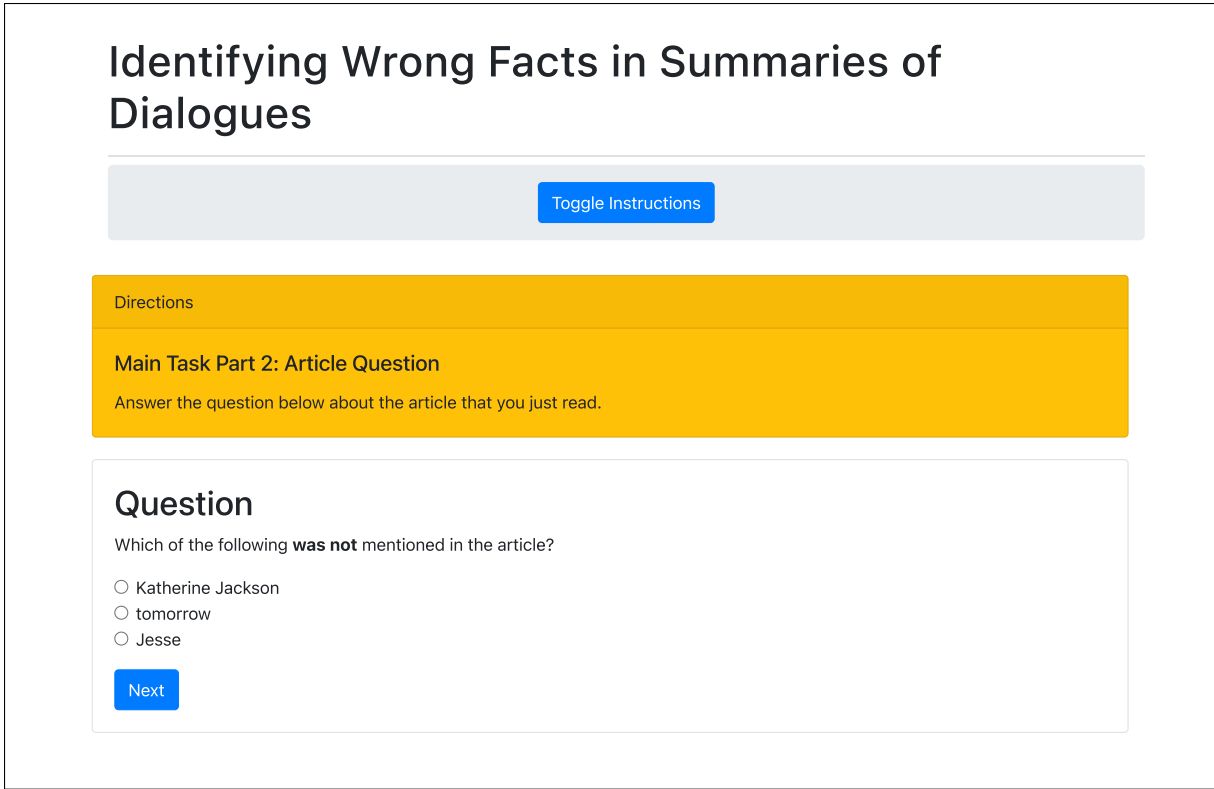 Identifying Wrong Facts in Summaries of
Dialogues
Toggle Instructions
Directions
Main Task Part 2: Article Question
Answer the question below about the article that you just read.
Question
Which of the following was not mentioned in the article?
Katherine Jackson
tomorrow
Jesse
Next